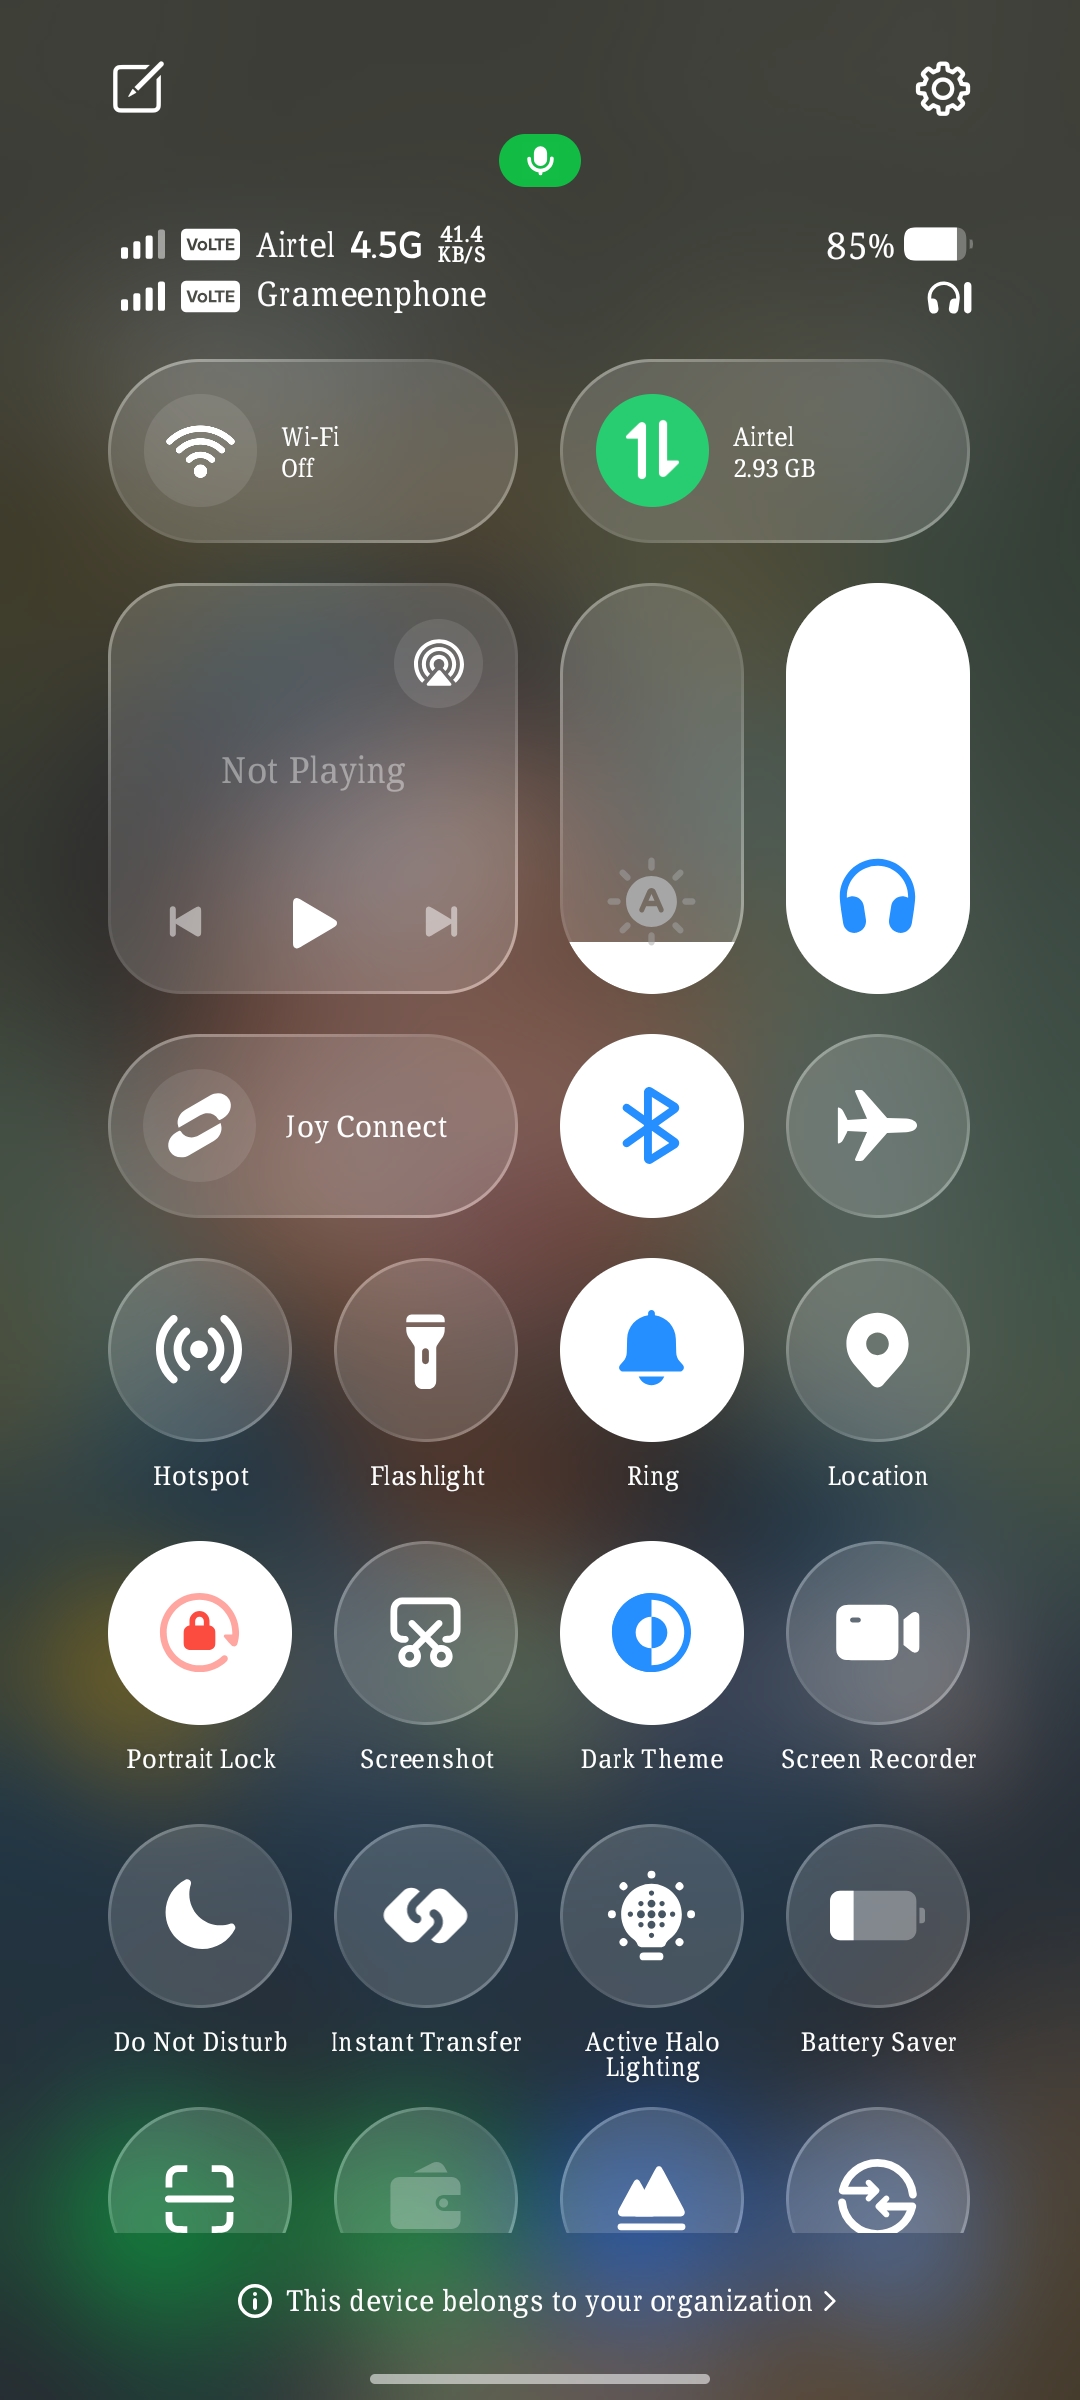 VoLTE Airtel 4.5G 41.4 KB/S 85%
VoLTE Grameenphone
Wi-Fi
Off
Airtel
2.93 GB
Not Playing
A
Joy Connect
Hotspot Flashlight Ring Location
Portrait Lock Screenshot Dark Theme Screen Recorder
Do Not Disturb Instant Transfer Active Halo Lighting Battery Saver
This device belongs to your organization